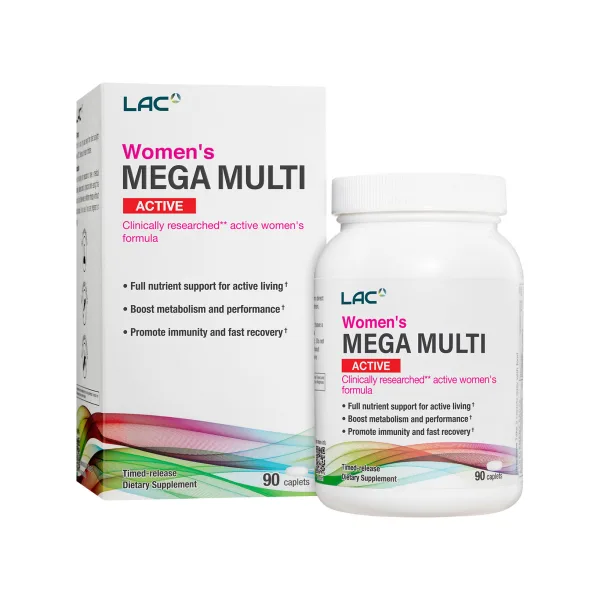 LAC
Women's
MEGA MULTI
ACTIVE
Clinically researched** active women's
formula
• Full nutrient support for active living†
• Boost metabolism and performance†
• Promote immunity and fast recovery†
Timed-release
Dietary Supplement
90 caplets
LAC
Women's
MEGA MULTI
ACTIVE
Clinically researched** active women's
formula
• Full nutrient support for active living†
• Boost metabolism and performance†
• Promote immunity and fast recovery†
Timed-release
Dietary Supplement
90 caplets